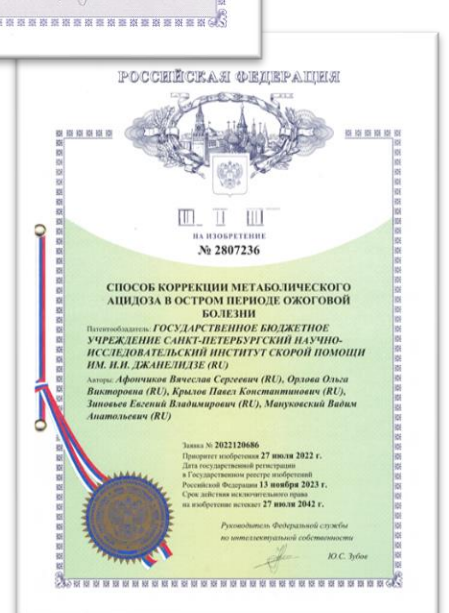 РОССИЙСКАЯ ФЕДЕРАЦИЯ
НА ИЗОБРЕТЕНИЕ
№ 2807236
СПОСОБ КОРРЕКЦИИ МЕТАБОЛИЧЕСКОГО
АЦИДОЗА В ОСТРОМ ПЕРИОДЕ ОЖОГОВОЙ
БОЛЕЗНИ
Патентообладатель: ГОСУДАРСТВЕННОЕ БЮДЖЕТНОЕ
УЧРЕЖДЕНИЕ САНКТ-ПЕТЕРБУРГСКИЙ НАУЧНО-
ИССЛЕДОВАТЕЛЬСКИЙ ИНСТИТУТ СКОРОЙ ПОМОЩИ
ИМ. И.И. ДЖАНЕЛИДЗЕ (RU)
Авторы: Афончиков Вячеслав Сергеевич (RU), Орлова Ольга
Викторовна (RU), Крылов Павел Константинович (RU),
Зиновьев Евгений Владимирович (RU), Мануковский Вадим
Анатольевич (RU)
Заявка № 2022120686
Приоритет изобретения 27 июля 2022 г.
Дата государственной регистрации
в Государственном реестре изобретений
Российской Федерации 13 ноября 2023 г.
Срок действия исключительного права
на изобретение истекает 27 июля 2042 г.
Руководитель Федеральной службы
по интеллектуальной собственности
Ю.С. Зубов